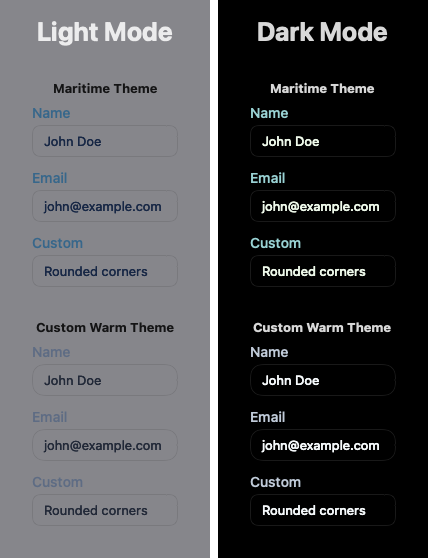 Light Mode
Maritime Theme
Name
John Doe
Email
john@example.com
Custom
Rounded corners
Custom Warm Theme
Name
John Doe
Email
john@example.com
Custom
Rounded corners
Dark Mode
Maritime Theme
Name
John Doe
Email
john@example.com
Custom
Rounded corners
Custom Warm Theme
Name
John Doe
Email
john@example.com
Custom
Rounded corners